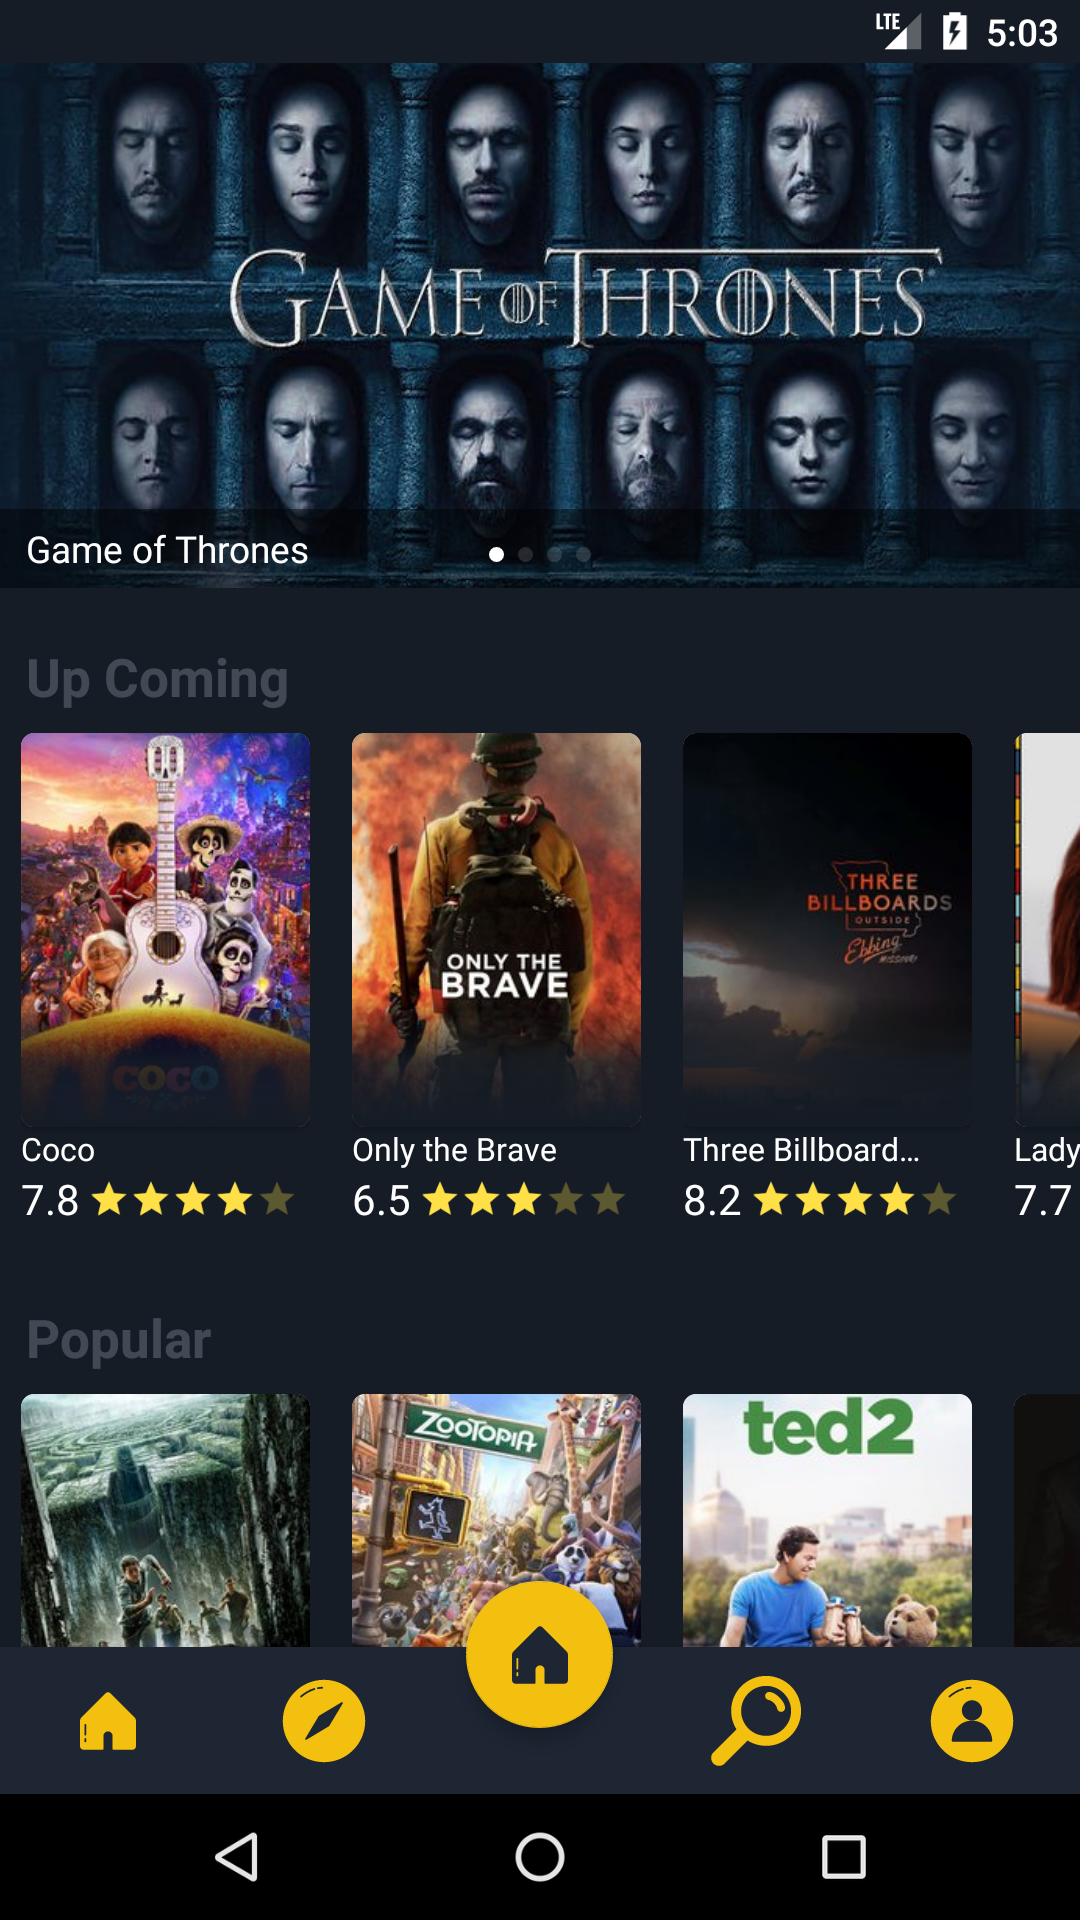 LTE 5:03
GAME OF THRONES
Game of Thrones
Up Coming
COCO
ONLY THE
BRAVE
THREE
BILLBOARDS
OUTSIDE
Ebbing
MISSOURI
Coco
Only the Brave
Three Billboard...
Lady
7.8
6.5
8.2
7.7
Popular
ZOOTOPIA
ted2